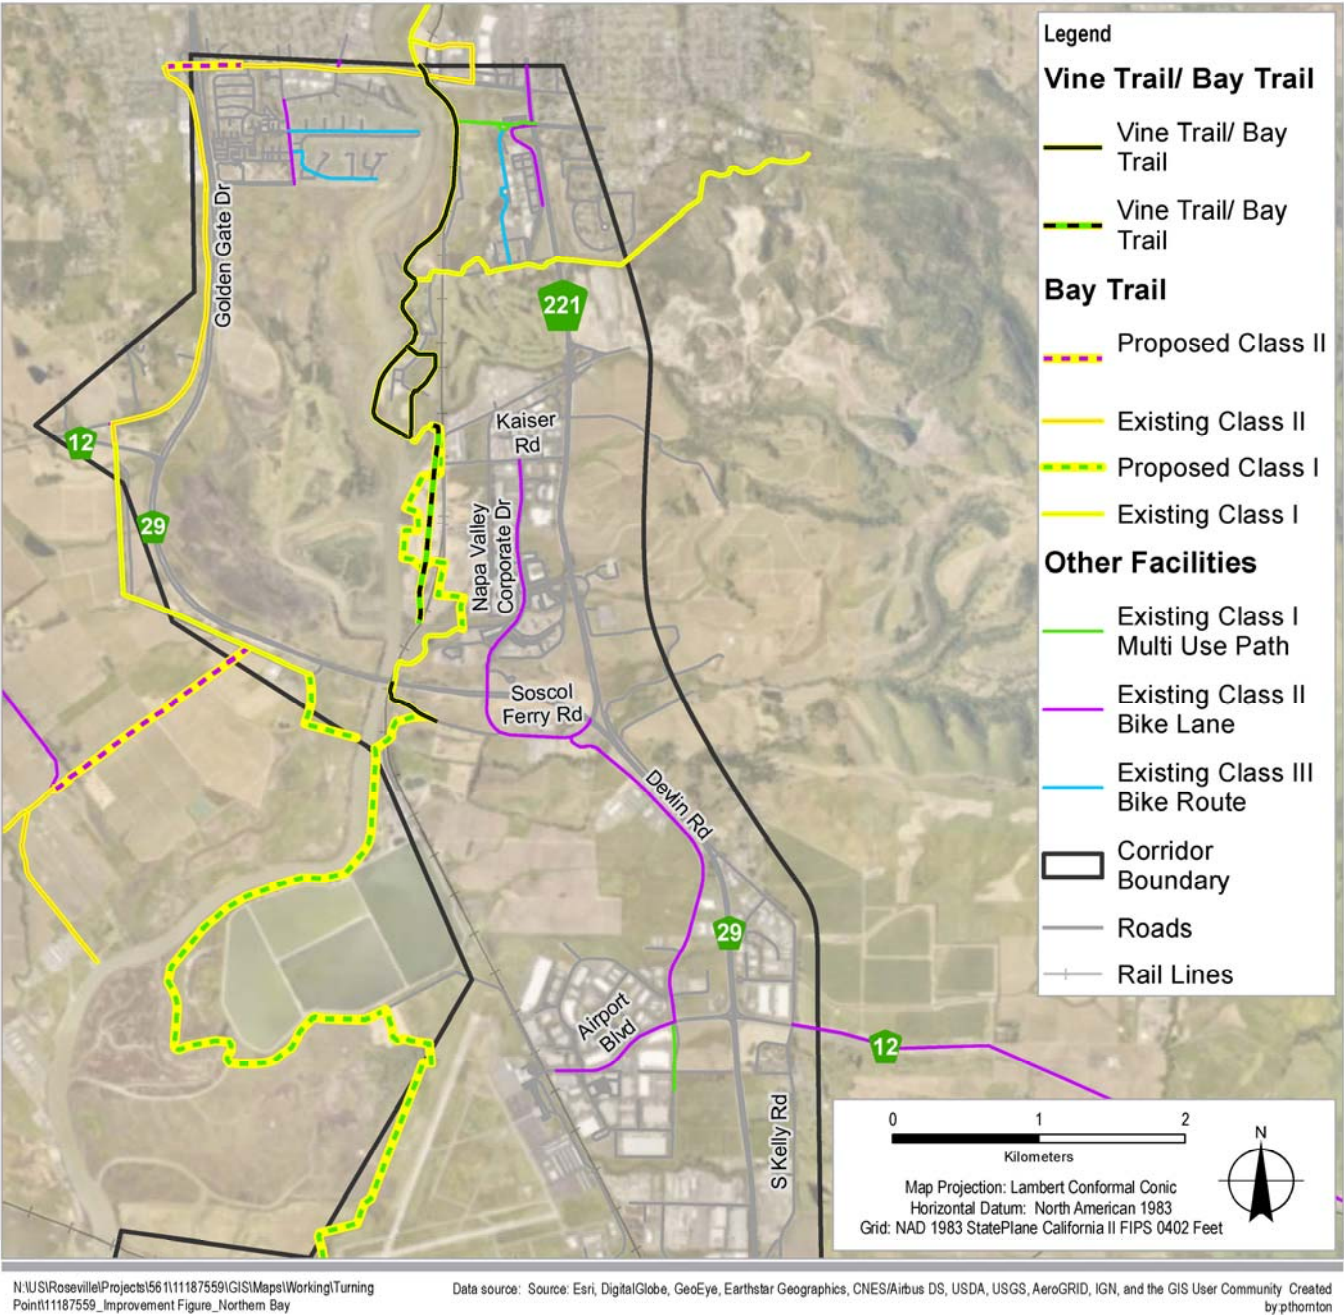 Legend
Vine Trail/ Bay Trail
Vine Trail/ Bay
Trail
Vine Trail/ Bay
Trail
Bay Trail
Proposed Class II
Existing Class II
Proposed Class I
Existing Class I
Other Facilities
Existing Class I
Multi Use Path
Existing Class II
Bike Lane
Existing Class III
Bike Route
Corridor
Boundary
Roads
Rail Lines
Golden Gate Dr
221
12
29
Kaiser
Rd
Napa Valley
Corporate Dr
Soscol
Ferry Rd
Devlin Rd
29
Airport
Blvd
12
S Kelly Rd
0 1 2
Kilometers
N
Map Projection: Lambert Conformal Conic
Horizontal Datum: North American 1983
Grid: NAD 1983 StatePlane California II FIPS 0402 Feet
N:\US\Roseville\Projects\561\11187559\GIS\Maps\Working\Turning
Point\11187559_Improvement Figure_Northern Bay
Data source: Source: Esri, DigitalGlobe, GeoEye, Earthstar Geographics, CNES/Airbus DS, USDA, USGS, AeroGRID, IGN, and the GIS User Community Created
by:pthornton